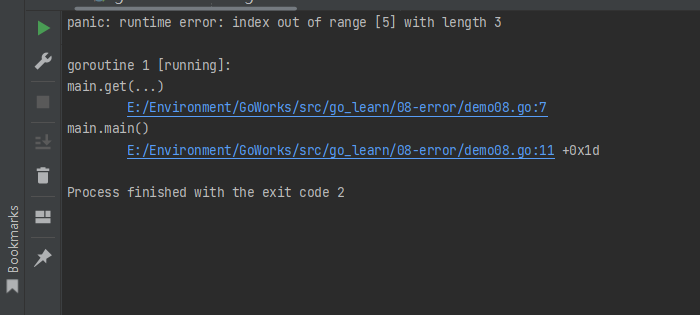 panic: runtime error: index out of range [5] with length 3
goroutine 1 [running]:
main.get(...)
E:/Environment/GoWorks/src/go_learn/08-error/demo08.go:7
main.main()
E:/Environment/GoWorks/src/go_learn/08-error/demo08.go:11 +0x1d
Process finished with the exit code 2
Bookmarks